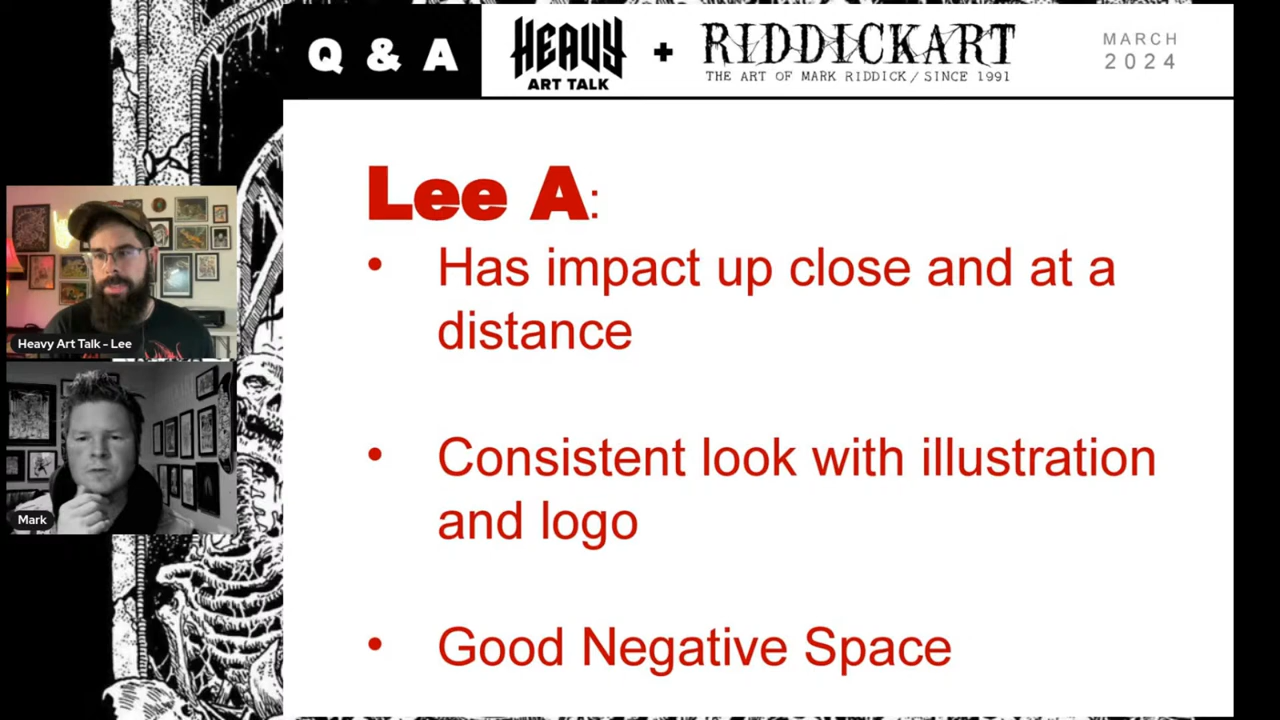 Q & A
HEAVY
ART TALK
+
RIDDICKART
THE ART OF MARK RIDDICK / SINCE 1991
MARCH
2024
Lee A:
• Has impact up close and at a
distance
• Consistent look with illustration
and logo
• Good Negative Space
Heavy Art Talk - Lee
Mark